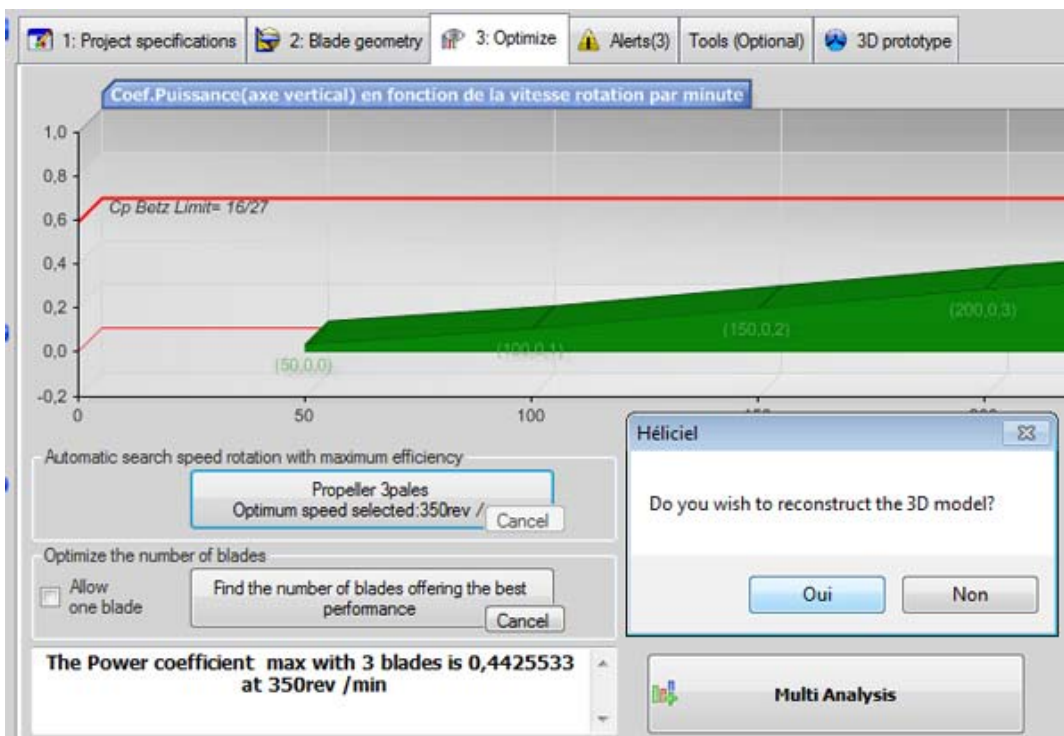 1: Project specifications
2: Blade geometry
3: Optimize
Alerts(3)
Tools (Optional)
3D prototype
Coef.Puissance(axe vertical) en fonction de la vitesse rotation par minute
1,0
0,8
0,6
0,4
0,2
0,0
-0,2
Cp Betz Limit= 16/27
(50,0,0)
(100,0,1)
(150,0,2)
(200,0,3)
0
50
100
150
200
Automatic search speed rotation with maximum efficiency
Propeller 3pales
Optimum speed selected:350rev /
Cancel
Optimize the number of blades
Allow
one blade
Find the number of blades offering the best
performance
Cancel
The Power coefficient max with 3 blades is 0,4425533
at 350rev /min
Héliciel
Do you wish to reconstruct the 3D model?
Oui
Non
Multi Analysis